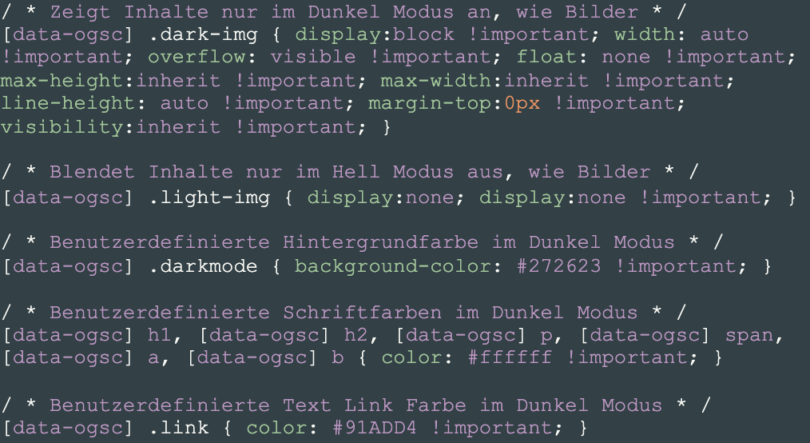 / * Zeigt Inhalte nur im Dunkel Modus an, wie Bilder * /
[data-ogsc] .dark-img { display:block !important; width: auto
!important; overflow: visible !important; float: none !important;
max-height:inherit !important; max-width:inherit !important;
line-height: auto !important; margin-top:0px !important;
visibility:inherit !important; }
/ * Blendet Inhalte nur im Hell Modus aus, wie Bilder * /
[data-ogsc] .light-img { display:none; display:none !important; }
/ * Benutzerdefinierte Hintergrundfarbe im Dunkel Modus * /
[data-ogsc] .darkmode { background-color: #272623 !important; }
/ * Benutzerdefinierte Schriftfarben im Dunkel Modus * /
[data-ogsc] h1, [data-ogsc] h2, [data-ogsc] p, [data-ogsc] span,
[data-ogsc] a, [data-ogsc] b { color: #ffffff !important; }
/ * Benutzerdefinierte Text Link Farbe im Dunkel Modus * /
[data-ogsc] .link { color: #91ADD4 !important; }